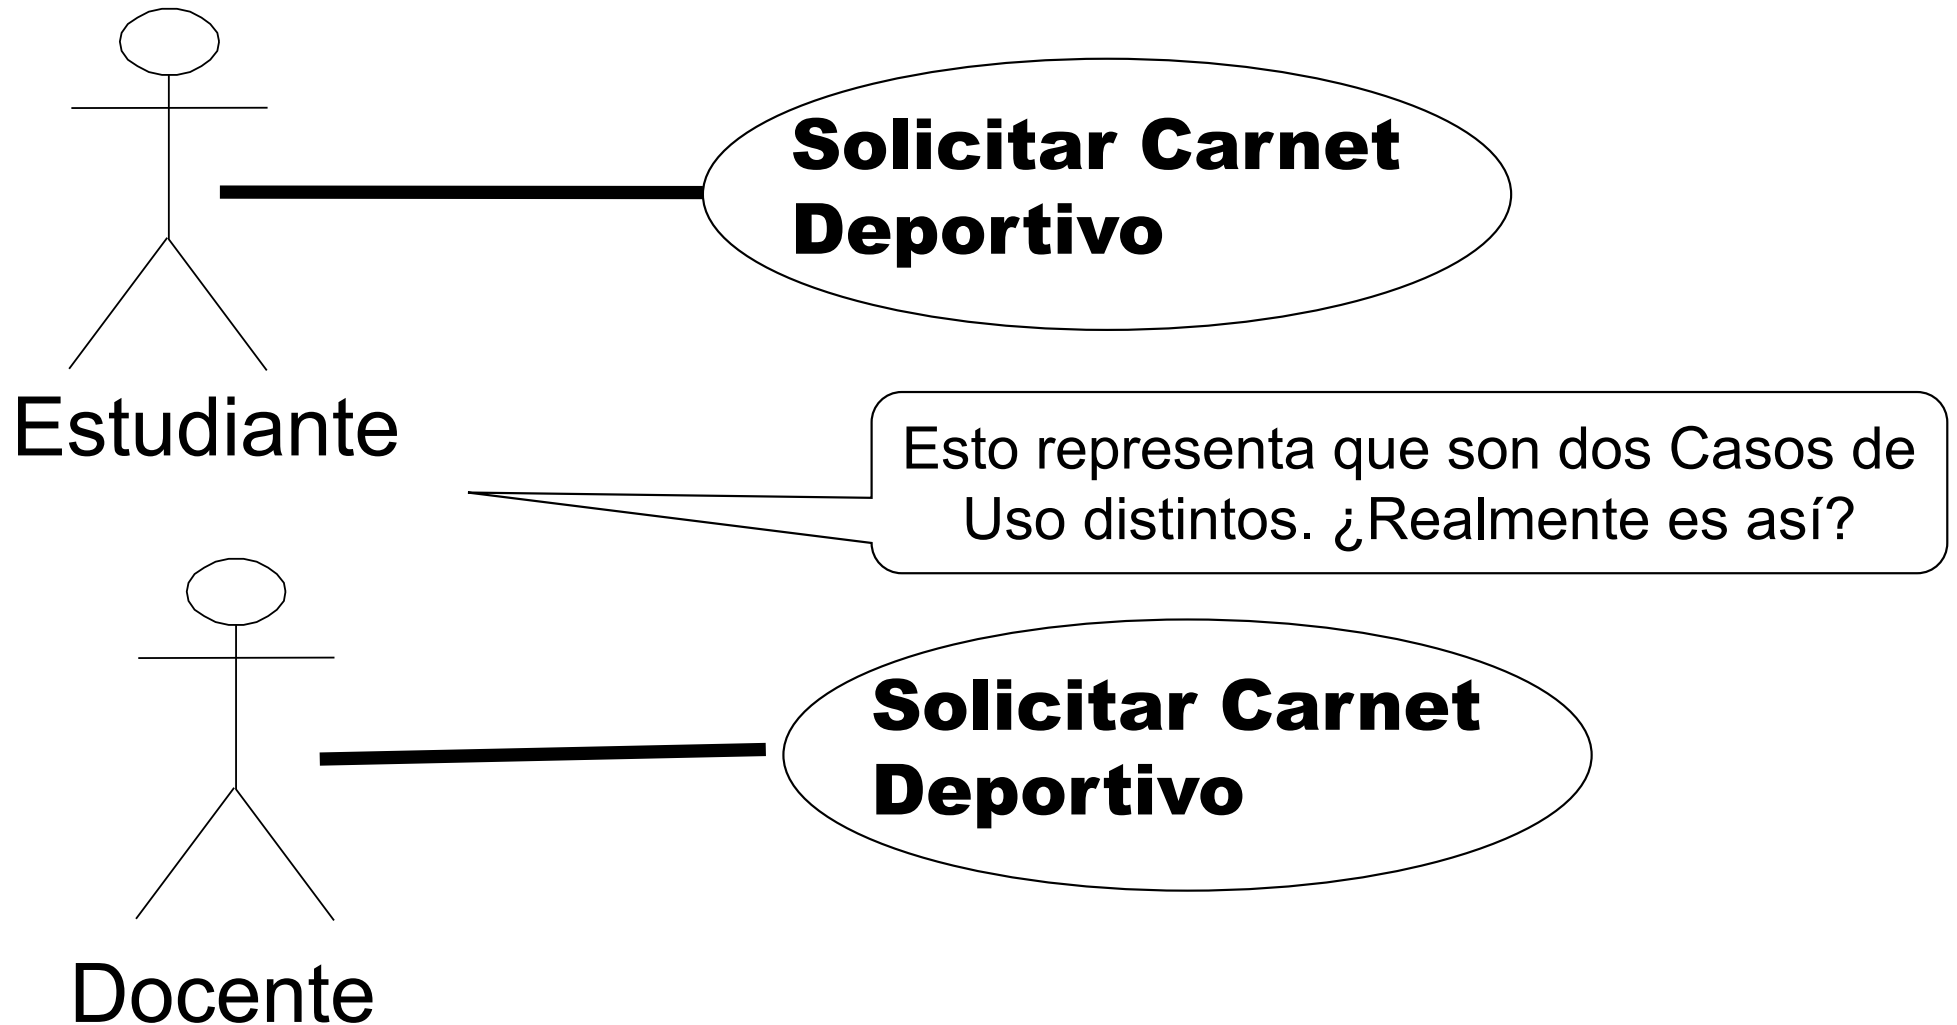 Solicitar Carnet
Deportivo
Estudiante
Esto representa que son dos Casos de
Uso distintos. ¿Realmente es así?
Solicitar Carnet
Deportivo
Docente